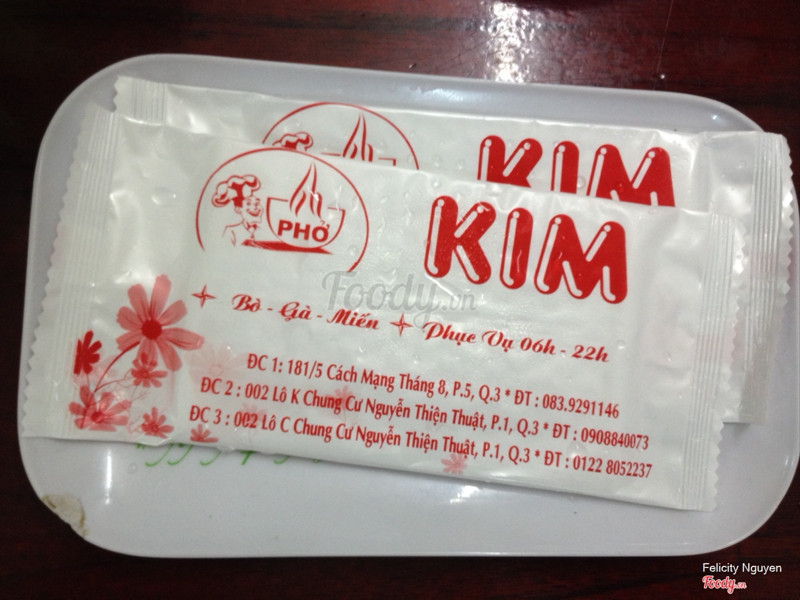 KIM
PHỞ
KIM
Foody.vn
Bò - Gà - Miến
Phục Vụ 06h - 22h
ĐC 1: 181/5 Cách Mạng Tháng 8, P.5, Q.3 * ĐT : 083.9291146
ĐC 2 : 002 Lô K Chung Cư Nguyễn Thiện Thuật, P.1, Q.3 * ĐT : 0908840073
ĐC 3 : 002 Lô C Chung Cư Nguyễn Thiện Thuật, P.1, Q.3 * ĐT : 0122 8052237
Felicity Nguyen
Foody.vn